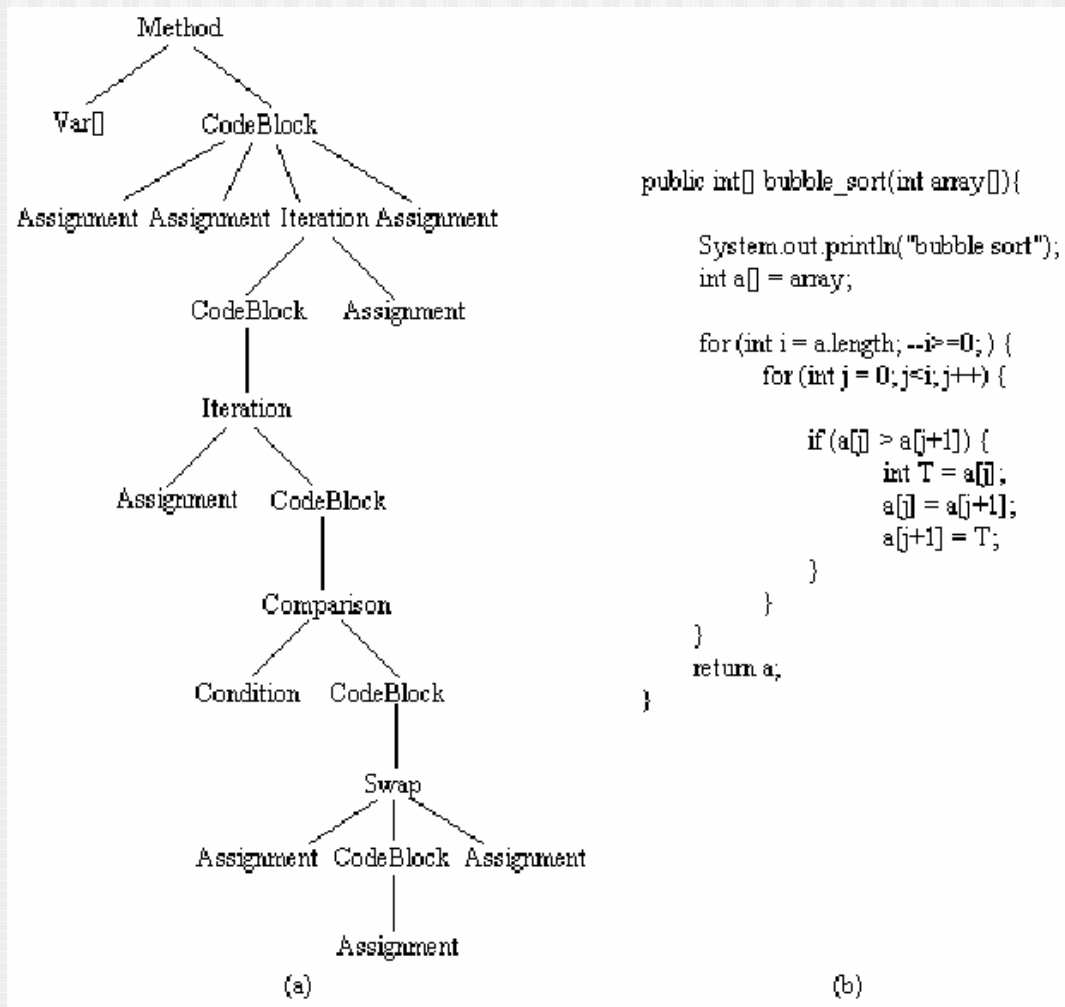 Method
Var[] CodeBlock
Assignment Assignment Iteration Assignment
CodeBlock Assignment
Iteration
Assignment CodeBlock
Comparison
Condition CodeBlock
Swap
Assignment CodeBlock Assignment
Assignment
(a)
public int[] bubble_sort(int array[]){
System.out.println("bubble sort");
int a[] = array;
for (int i = a.length; --i>=0; ) {
for (int j = 0; j<i; j++) {
if (a[j] > a[j+1]) {
int T = a[j];
a[j] = a[j+1];
a[j+1] = T;
}
}
}
return a;
}
(b)